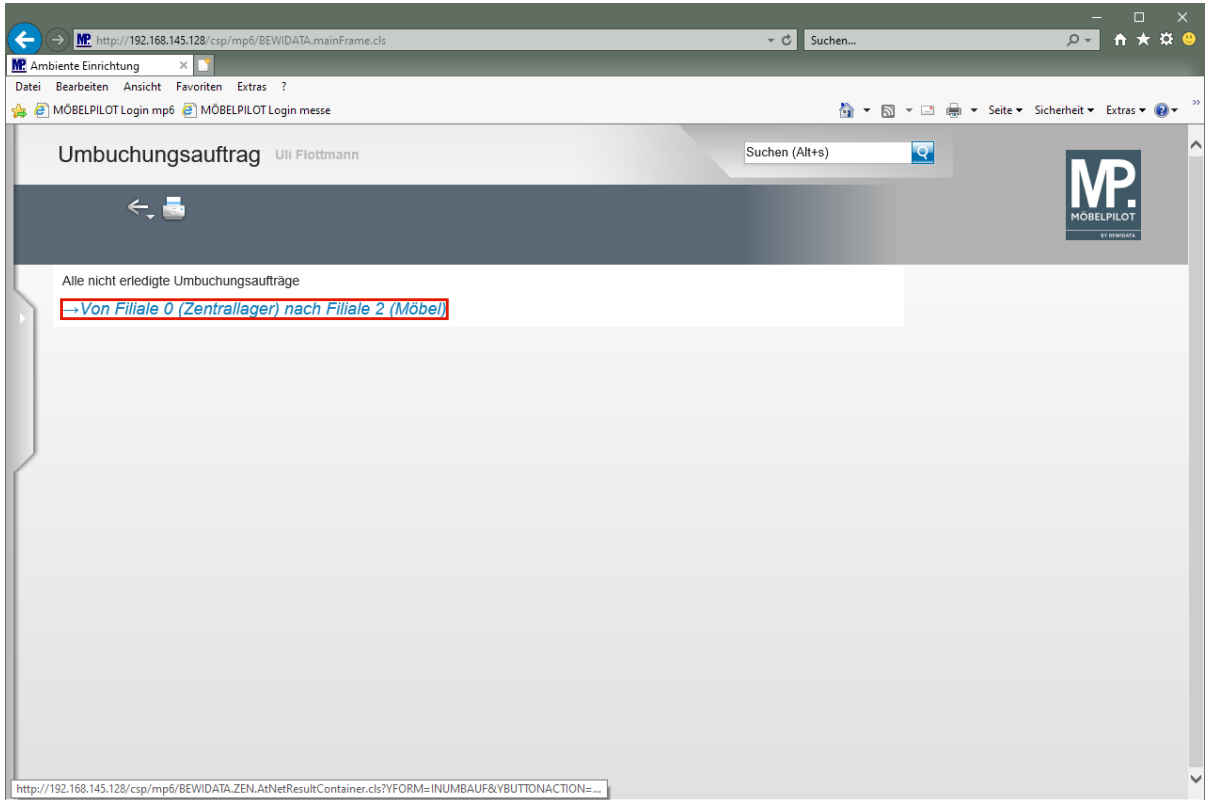 http://192.168.145.128/csp/mp6/BEWIDATA.mainFrame.cls
Suchen...
MP. Ambiente Einrichtung
Datei Bearbeiten Ansicht Favoriten Extras ?
MÖBELPILOT Login mp6 MÖBELPILOT Login messe
Seite Sicherheit Extras
Umbuchungsauftrag Uli Flottmann
Suchen (Alt+s)
MP.
MÖBELPILOT
BY BEWIDATA
Alle nicht erledigte Umbuchungsaufträge
→Von Filiale 0 (Zentrallager) nach Filiale 2 (Möbel)
http://192.168.145.128/csp/mp6/BEWIDATA.ZEN.AtNetResultContainer.cls?YFORM=INUMBAUF&YBUTTONACTION=...